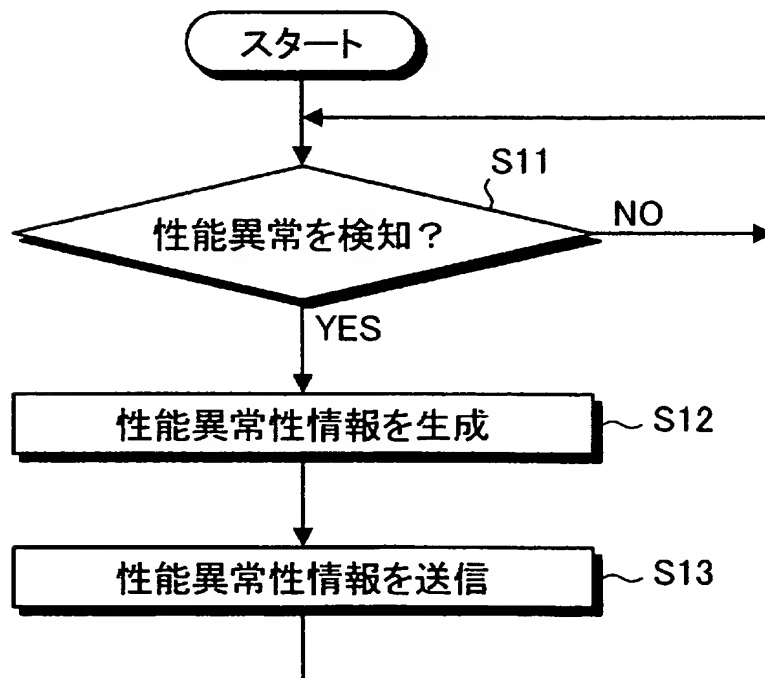 スタート
S11
性能異常を検知？
NO
YES
性能異常性情報を生成
S12
性能異常性情報を送信
S13